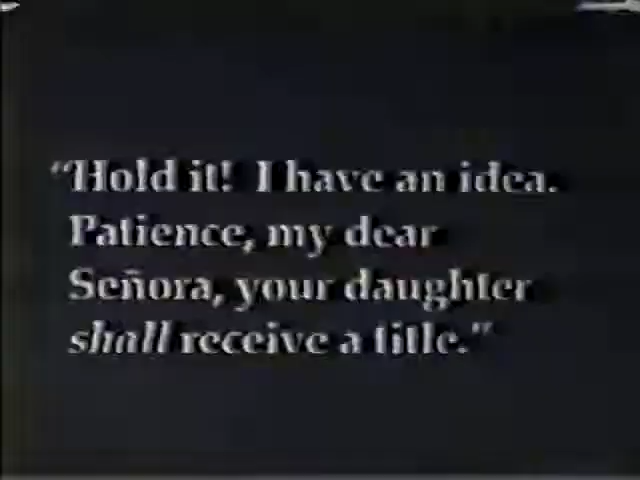 “Hold it! I have an idea.
Patience, my dear
Señora, your daughter
shall receive a title.”